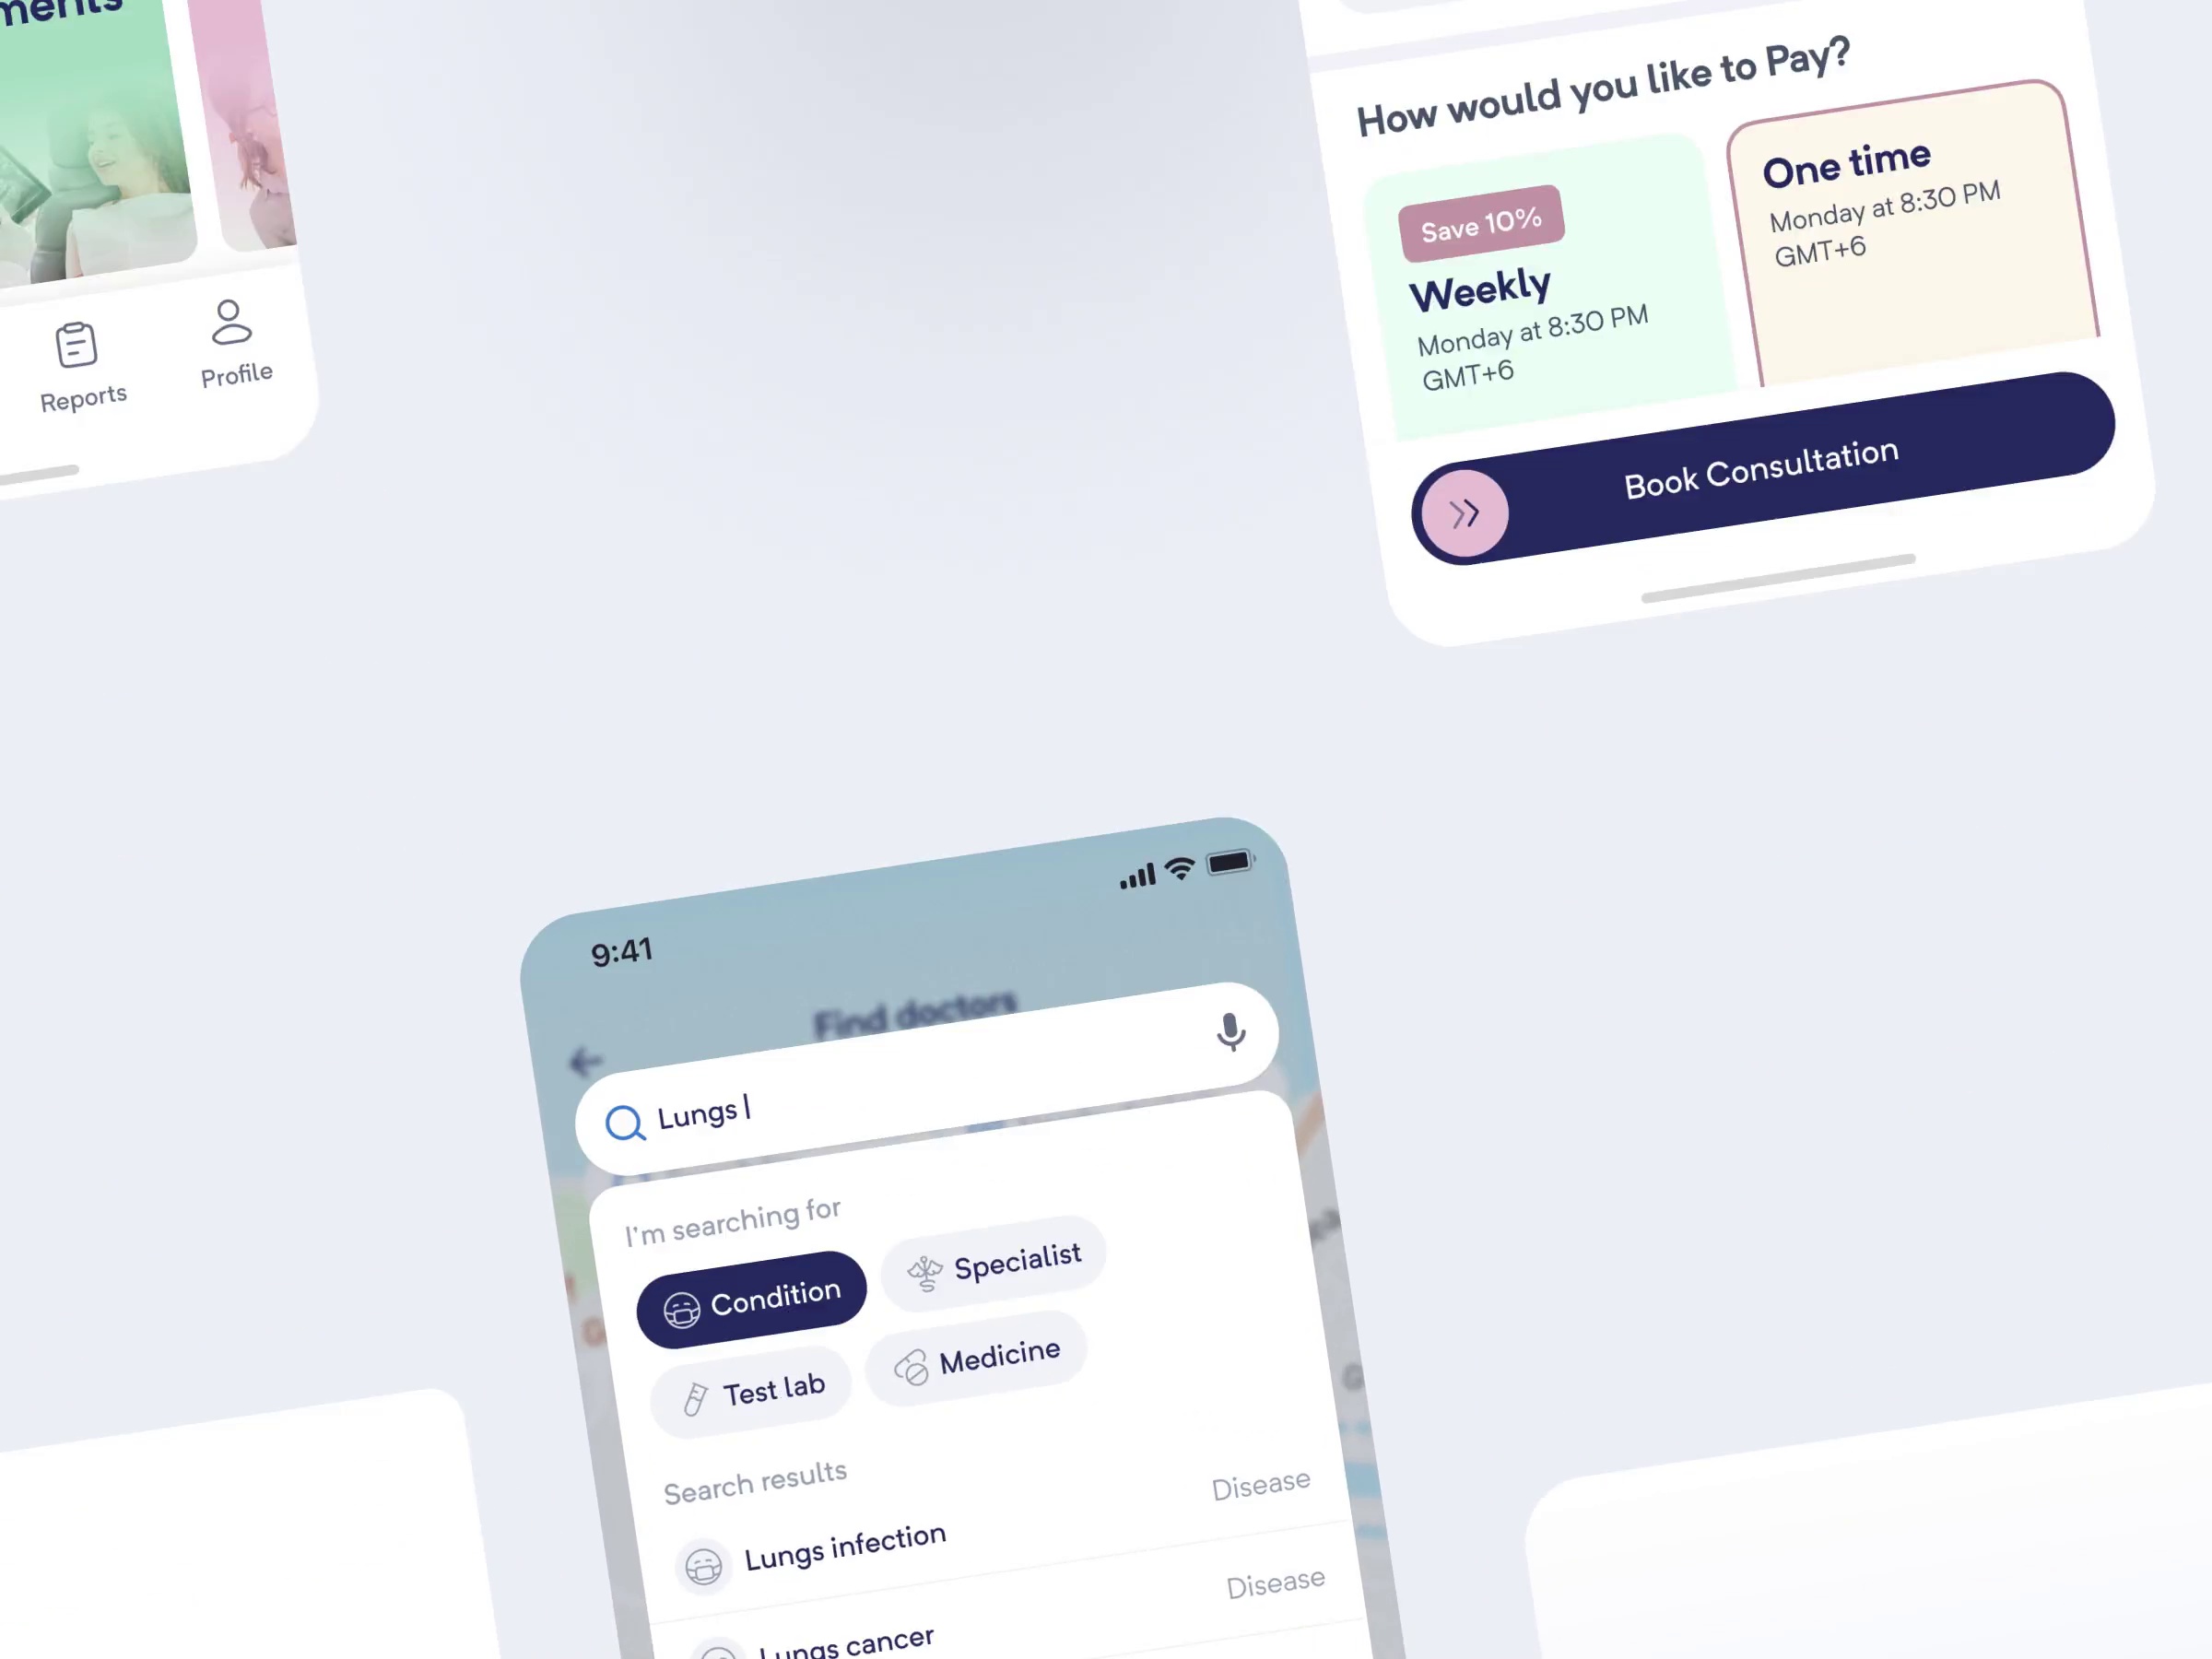 ments
Reports
Profile
How would you like to Pay?
Save 10%
Weekly
Monday at 8:30 PM
GMT+6
One time
Monday at 8:30 PM
GMT+6
Book Consultation
9:41
Find doctors
Lungs
I'm searching for
Condition
Specialist
Test lab
Medicine
Search results
Lungs infection
Disease
Lungs cancer
Disease